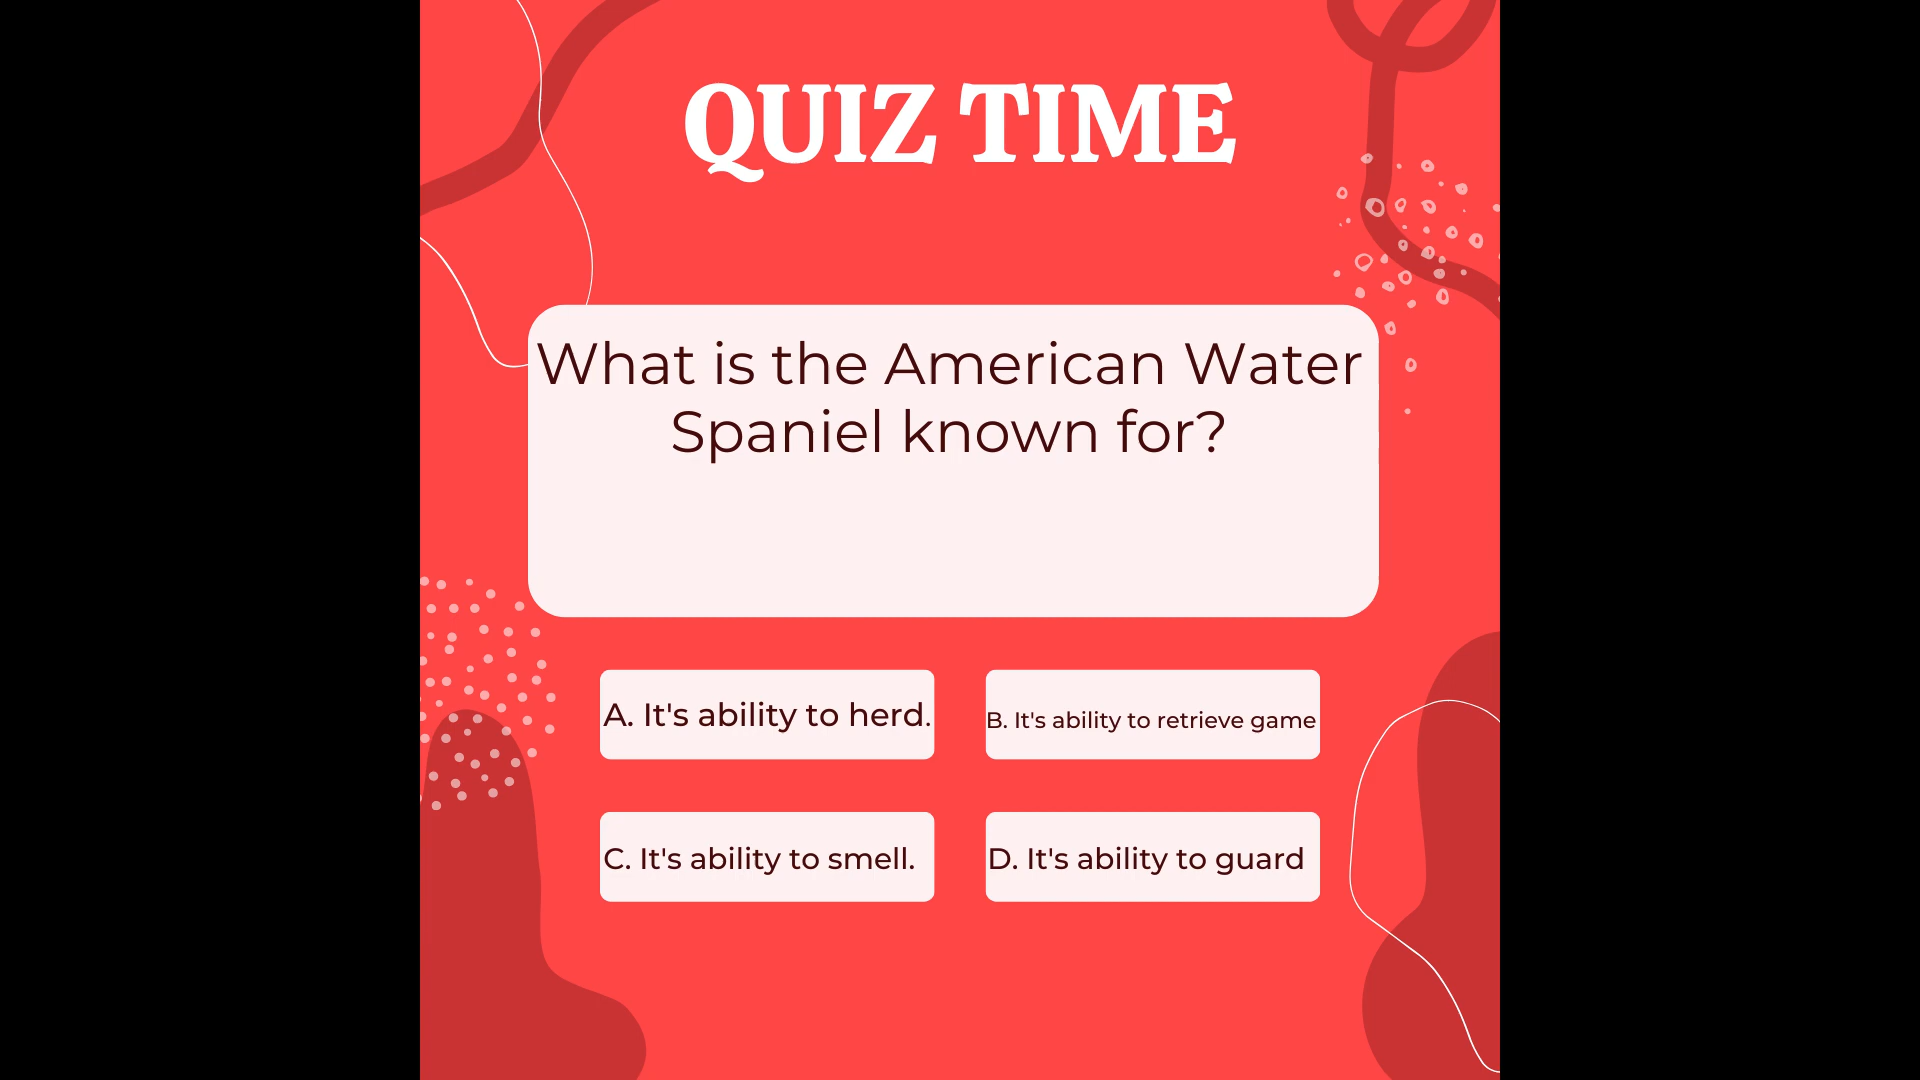 QUIZ TIME
What is the American Water
Spaniel known for?
A. It's ability to herd.
B. It's ability to retrieve game
C. It's ability to smell.
D. It's ability to guard